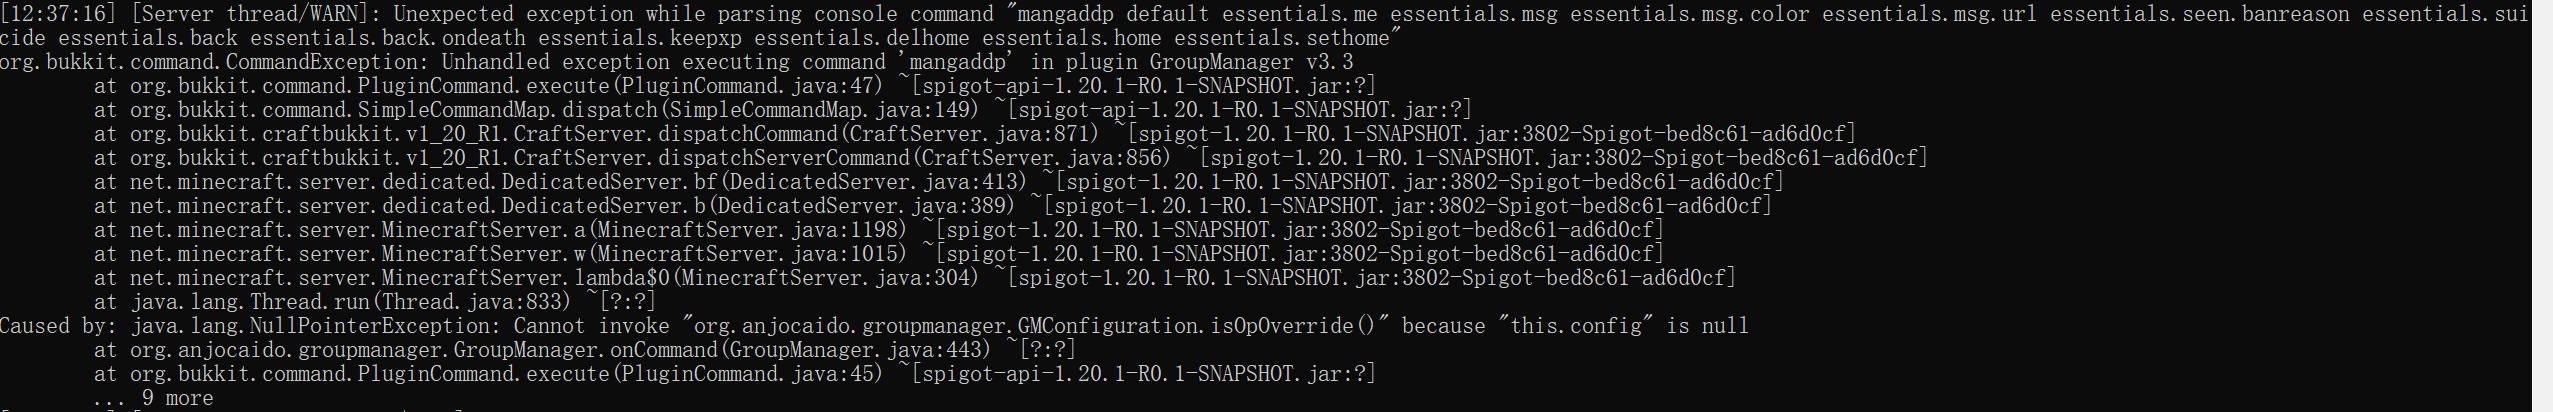 [12:37:16] [Server thread/WARN]: Unexpected exception while parsing console command "mangaddp default essentials.me essentials.msg essentials.msg.color essentials.msg.url essentials.seen.banreason essentials.sui
cide essentials.back essentials.back.ondeath essentials.keepxp essentials.delhome essentials.home essentials.sethome"
org.bukkit.command.CommandException: Unhandled exception executing command 'mangaddp' in plugin GroupManager v3.3
at org.bukkit.command.PluginCommand.execute(PluginCommand.java:47) ~[spigot-api-1.20.1-R0.1-SNAPSHOT.jar:?]
at org.bukkit.command.SimpleCommandMap.dispatch(SimpleCommandMap.java:149) ~[spigot-api-1.20.1-R0.1-SNAPSHOT.jar:?]
at org.bukkit.craftbukkit.v1_20_R1.CraftServer.dispatchCommand(CraftServer.java:871) ~[spigot-1.20.1-R0.1-SNAPSHOT.jar:3802-Spigot-bed8c61-ad6d0cf]
at org.bukkit.craftbukkit.v1_20_R1.CraftServer.dispatchServerCommand(CraftServer.java:856) ~[spigot-1.20.1-R0.1-SNAPSHOT.jar:3802-Spigot-bed8c61-ad6d0cf]
at net.minecraft.server.dedicated.DedicatedServer.bf(DedicatedServer.java:413) ~[spigot-1.20.1-R0.1-SNAPSHOT.jar:3802-Spigot-bed8c61-ad6d0cf]
at net.minecraft.server.dedicated.DedicatedServer.b(DedicatedServer.java:389) ~[spigot-1.20.1-R0.1-SNAPSHOT.jar:3802-Spigot-bed8c61-ad6d0cf]
at net.minecraft.server.MinecraftServer.a(MinecraftServer.java:1198) ~[spigot-1.20.1-R0.1-SNAPSHOT.jar:3802-Spigot-bed8c61-ad6d0cf]
at net.minecraft.server.MinecraftServer.w(MinecraftServer.java:1015) ~[spigot-1.20.1-R0.1-SNAPSHOT.jar:3802-Spigot-bed8c61-ad6d0cf]
at net.minecraft.server.MinecraftServer.lambda$0(MinecraftServer.java:304) ~[spigot-1.20.1-R0.1-SNAPSHOT.jar:3802-Spigot-bed8c61-ad6d0cf]
at java.lang.Thread.run(Thread.java:833) ~[?:?]
Caused by: java.lang.NullPointerException: Cannot invoke "org.anjocaido.groupmanager.GMConfiguration.isOpOverride()" because "this.config" is null
at org.anjocaido.groupmanager.GroupManager.onCommand(GroupManager.java:443) ~[?:?]
at org.bukkit.command.PluginCommand.execute(PluginCommand.java:45) ~[spigot-api-1.20.1-R0.1-SNAPSHOT.jar:?]
... 9 more